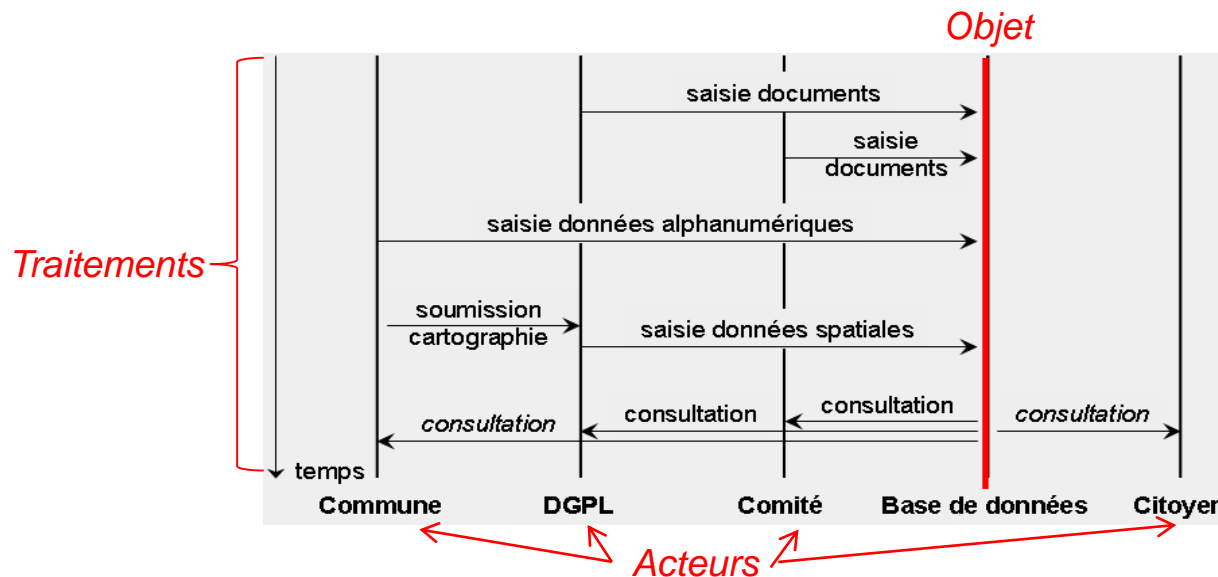 Objet
saisie documents
saisie
documents
saisie données alphanumériques
Traitements
soumission
cartographie
saisie données spatiales
consultation
consultation
consultation
consultation
temps
Commune DGPL Comité Base de données Citoyen
Acteurs